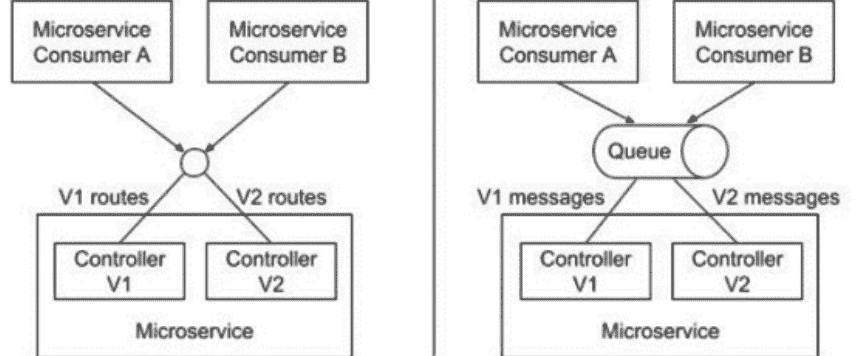 Microservice
Consumer A
Microservice
Consumer B
V1 routes
V2 routes
Controller
V1
Controller
V2
Microservice
Microservice
Consumer A
Microservice
Consumer B
Queue
V1 messages
V2 messages
Controller
V1
Controller
V2
Microservice